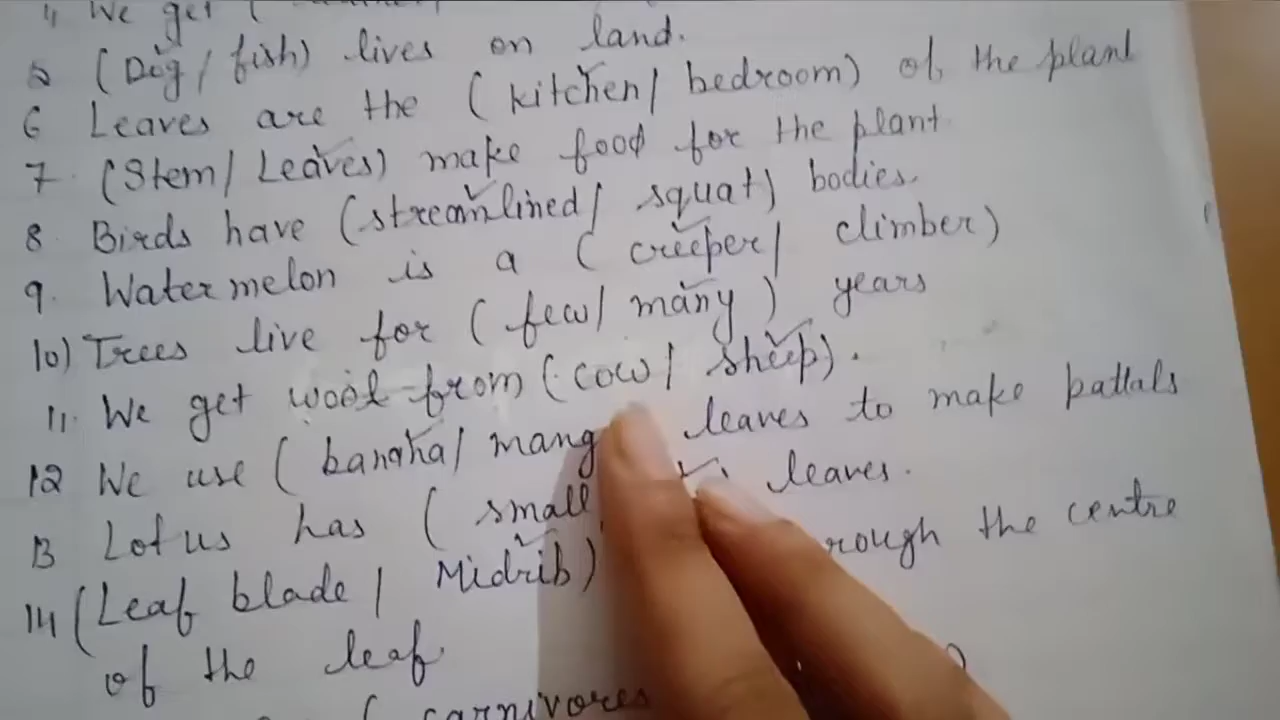 4) We get (
5 (Dog / fish) lives on land.
6 Leaves are the (kitchen / bedroom) of the plant
7. (Stem / Leaves) make food for the plant
8. Birds have (streamlined / squat) bodies.
9. Watermelon is a (creeper / climber)
10) Trees live for (few / many) years
11. We get wool from (cow / sheep).
12 We use (banana / mang leaves to make pattals
13 Lotus has (small leaves.
14 (Leaf blade / Midrib) rough the centre
of the leaf.
( carnivores